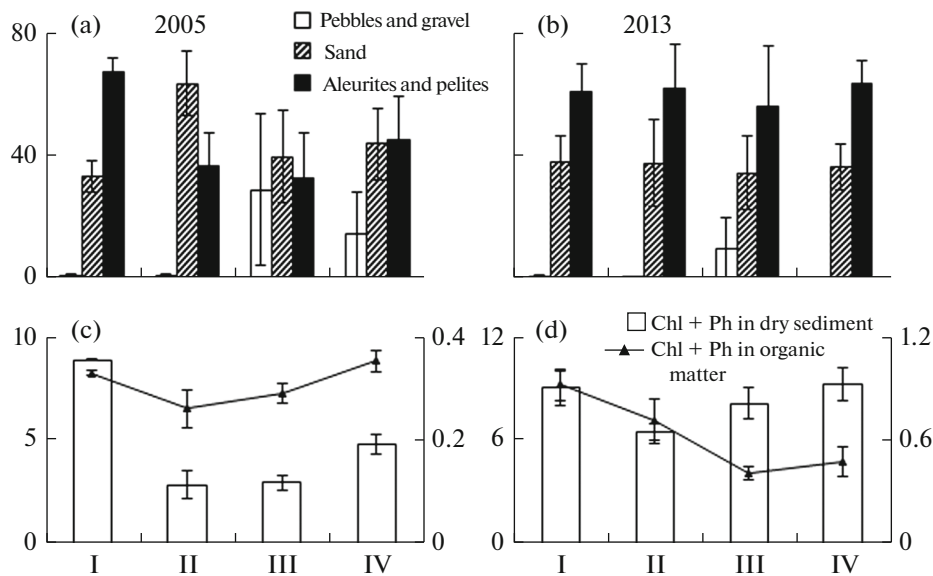 (a) 2005
Pebbles and gravel
Sand
Aleurites and pelites
80
40
0
(b) 2013
(c)
10
5
0
0.4
0.2
0
I II III IV
(d)
Chl + Ph in dry sediment
Chl + Ph in organic
matter
12
6
0
1.2
0.6
0
I II III IV